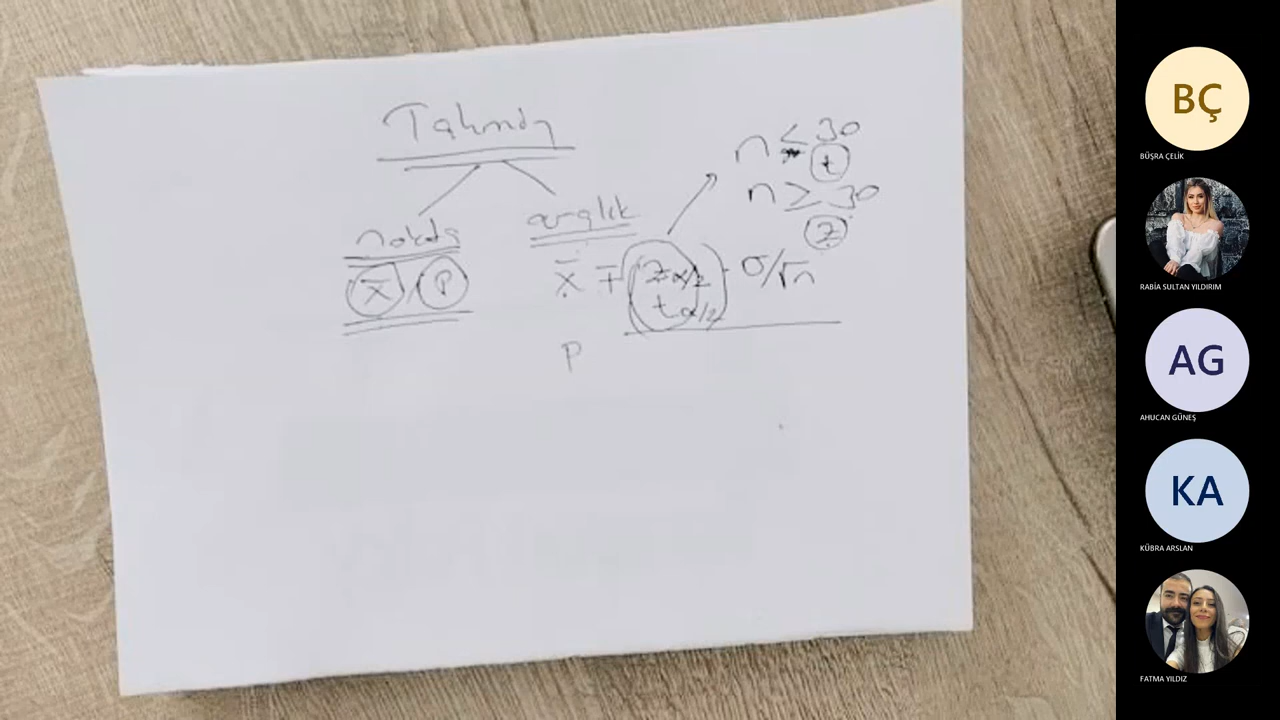 Tahmin
n ≤ 30
t
n ≥ 30
Z
nokta
aralık
x̄, p
x̄ ∓ (Zα/2 · σ/√n
tα/2)
P
BÇ
BÜŞRA ÇELİK
RABİA SULTAN YILDIRIM
AG
AHUCAN GÜNEŞ
KA
KÜBRA ARSLAN
FATMA YILDIZ